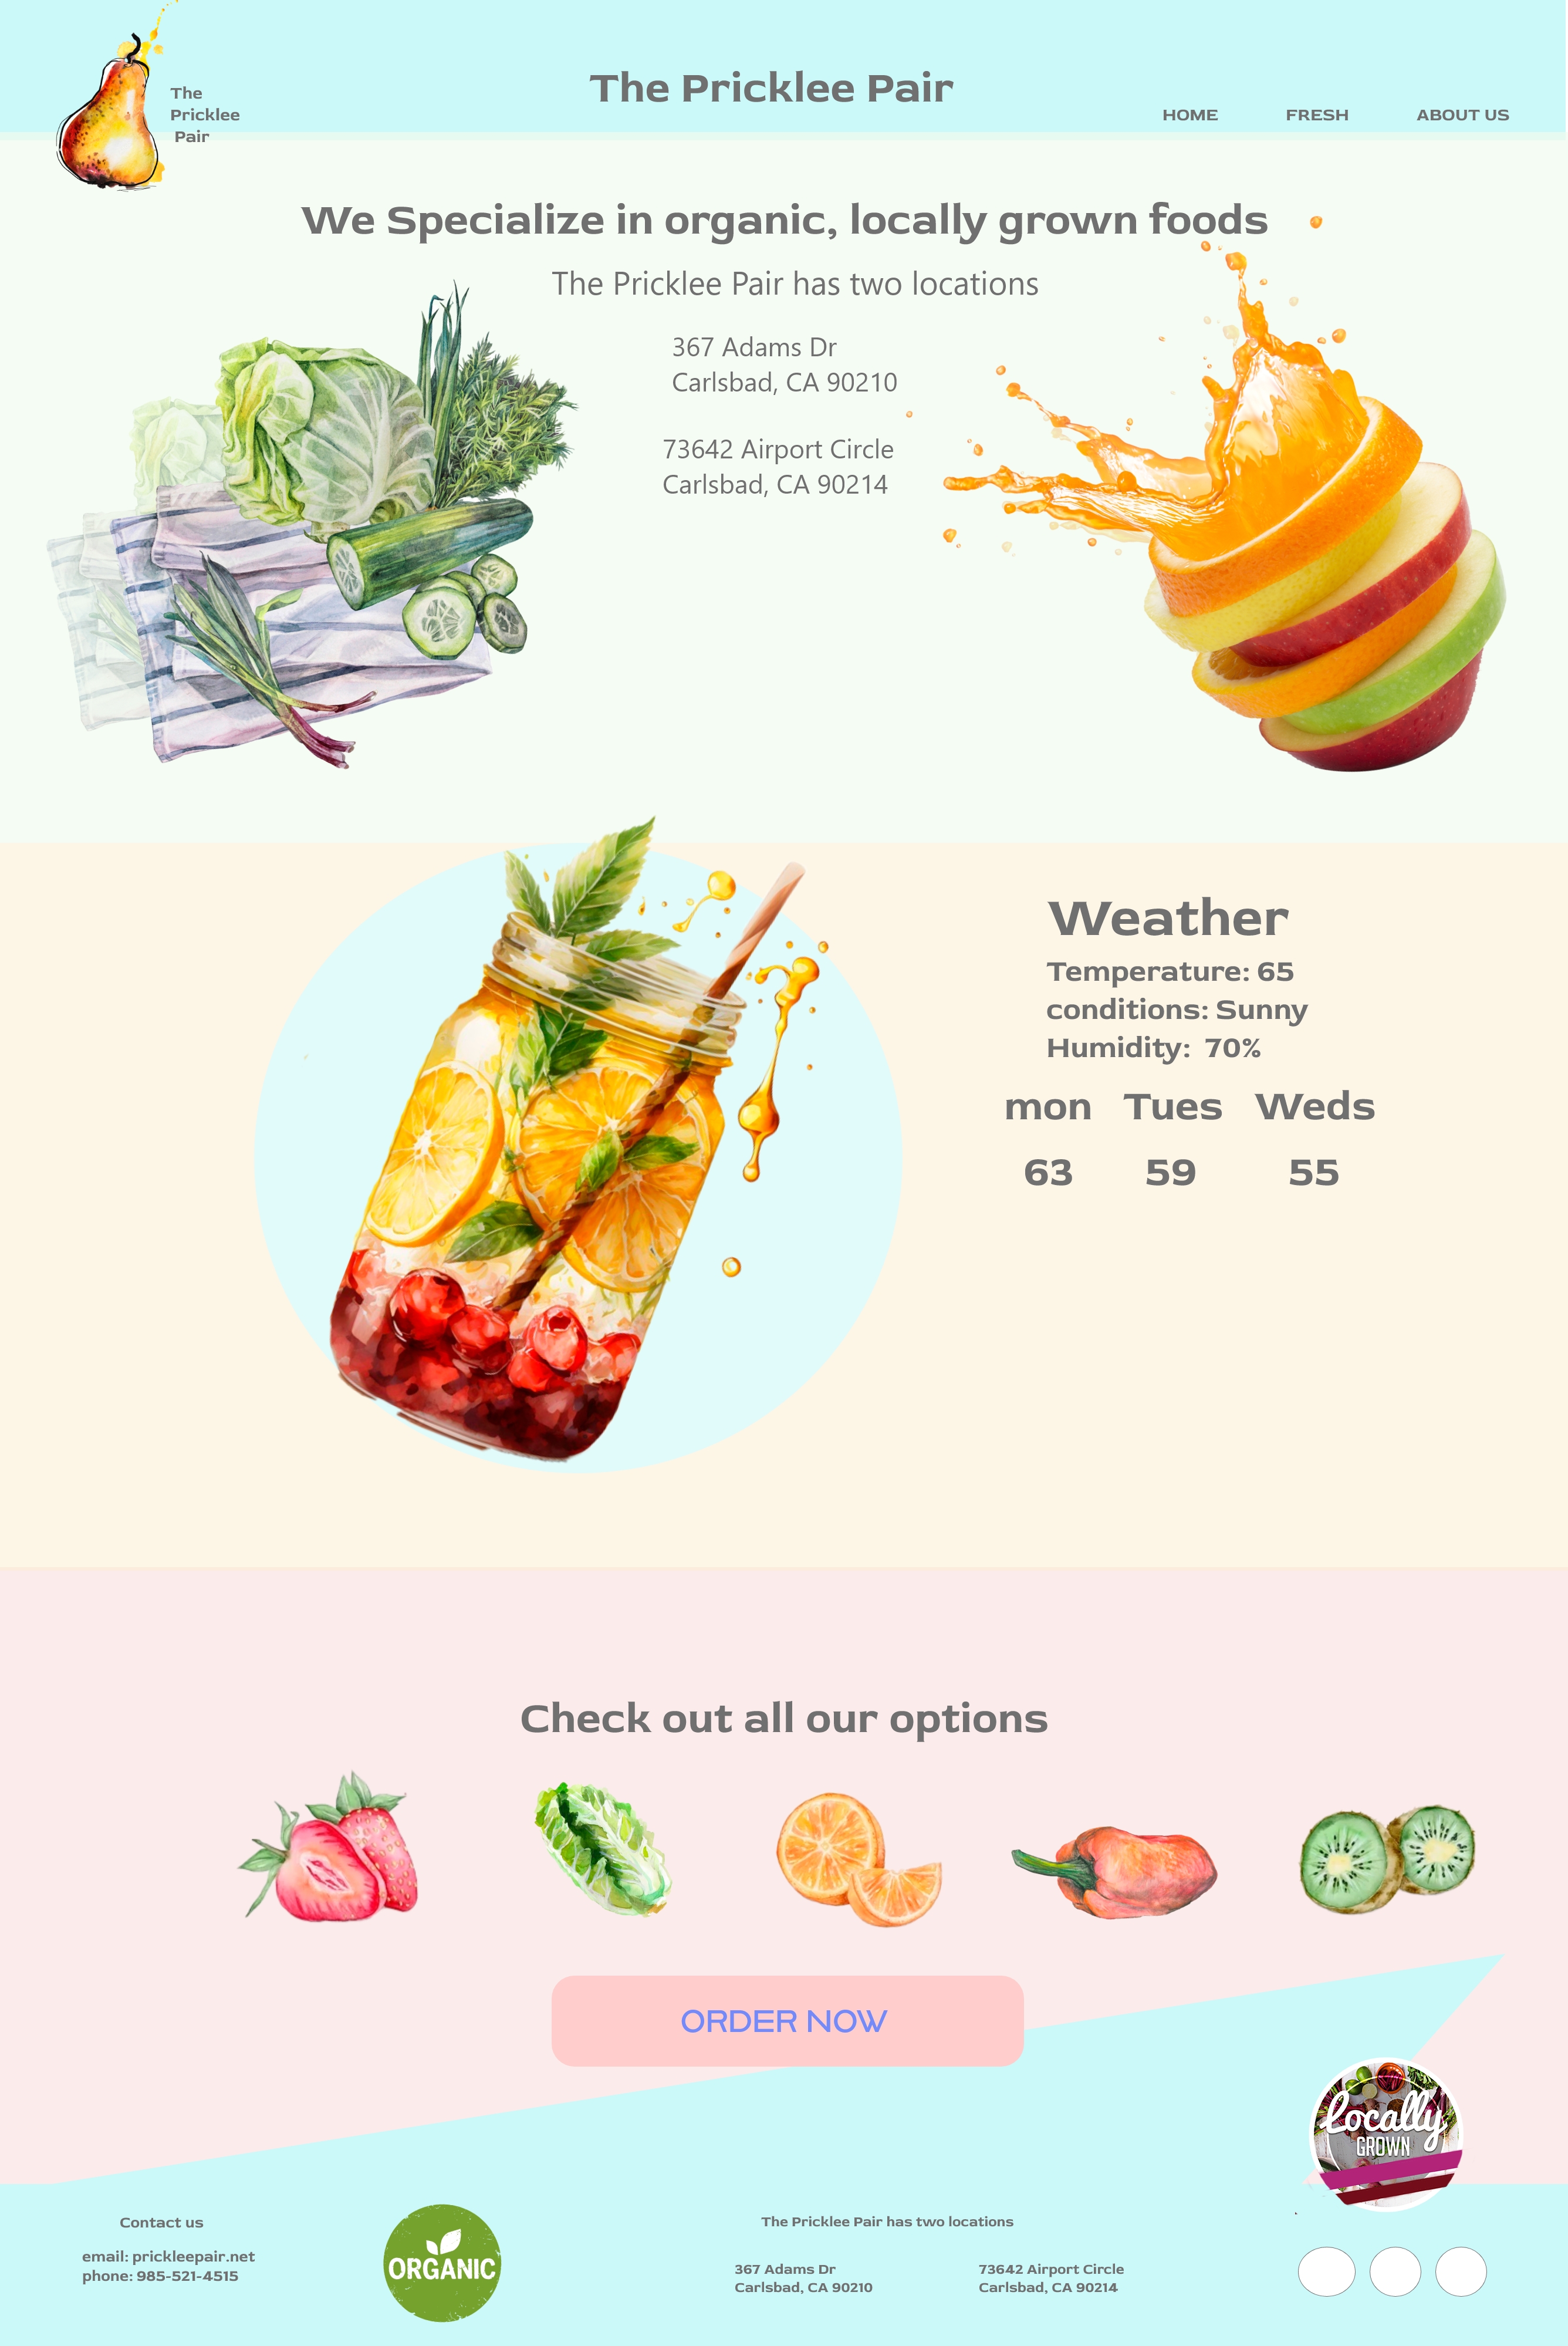 The
Pricklee
Pair
The Pricklee Pair
HOME FRESH ABOUT US
We Specialize in organic, locally grown foods
The Pricklee Pair has two locations
367 Adams Dr
Carlsbad, CA 90210
73642 Airport Circle
Carlsbad, CA 90214
Weather
Temperature: 65
conditions: Sunny
Humidity: 70%
mon Tues Weds
63 59 55
Check out all our options
ORDER NOW
Locally
GROWN
Contact us
email: prickleepair.net
phone: 985-521-4515
ORGANIC
The Pricklee Pair has two locations
367 Adams Dr
Carlsbad, CA 90210
73642 Airport Circle
Carlsbad, CA 90214